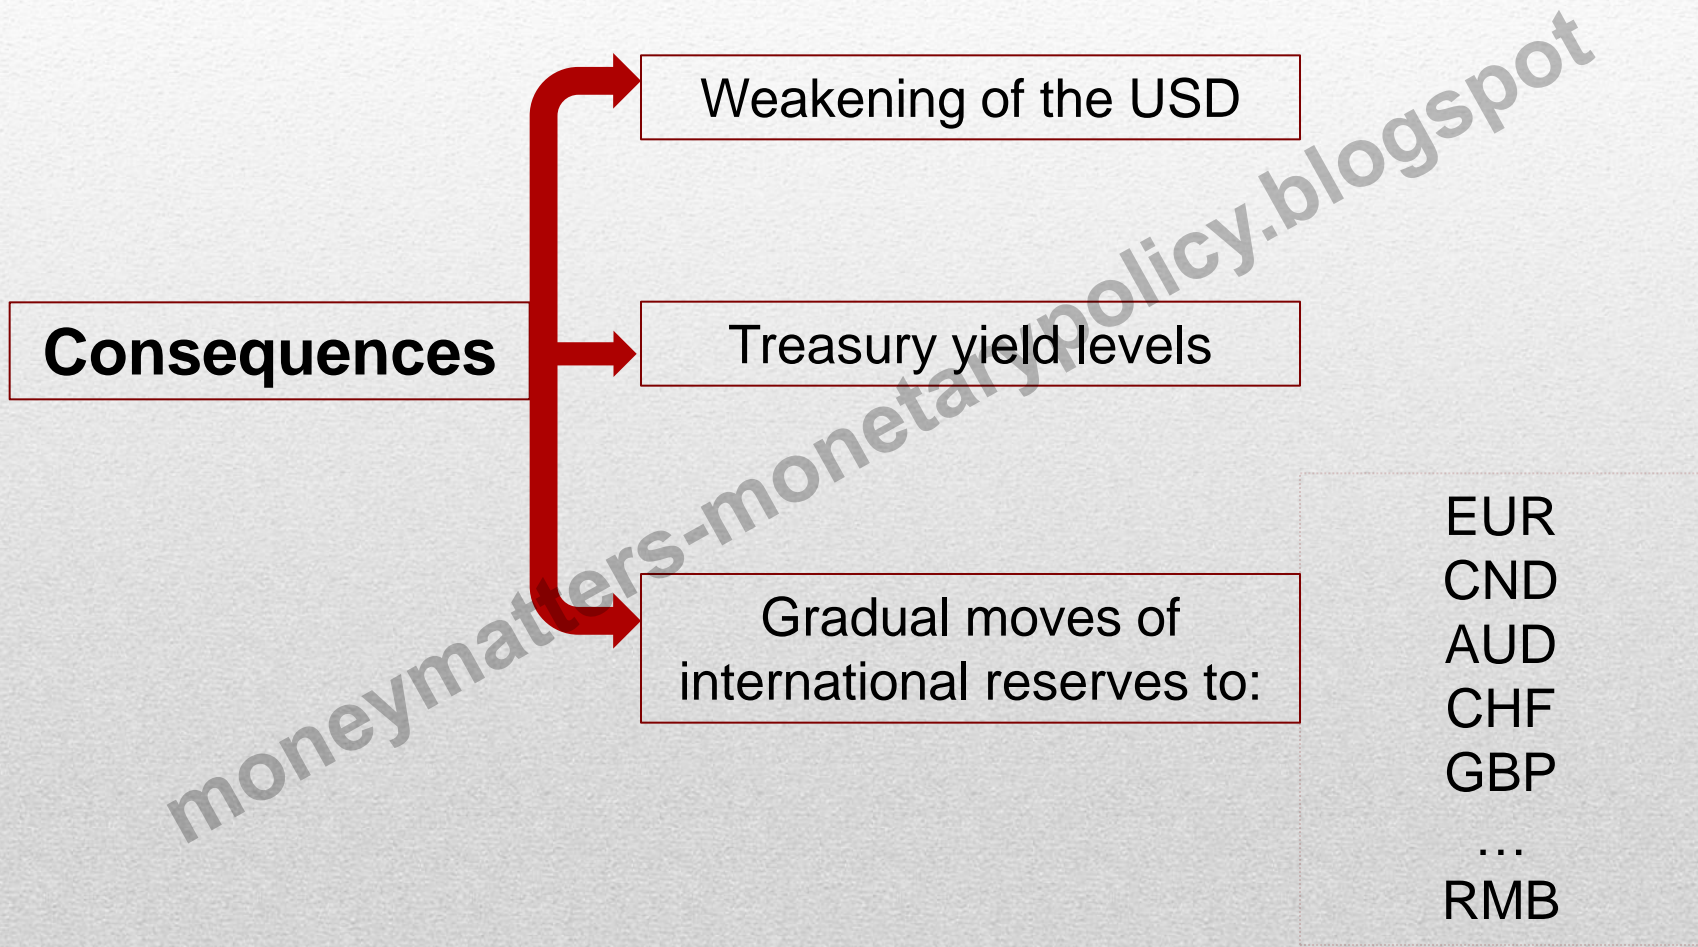 Weakening of the USD
Consequences
Treasury yield levels
Gradual moves of
international reserves to:
EUR
CND
AUD
CHF
GBP
…
RMB
moneymatters-monetarypolicy.blogspot